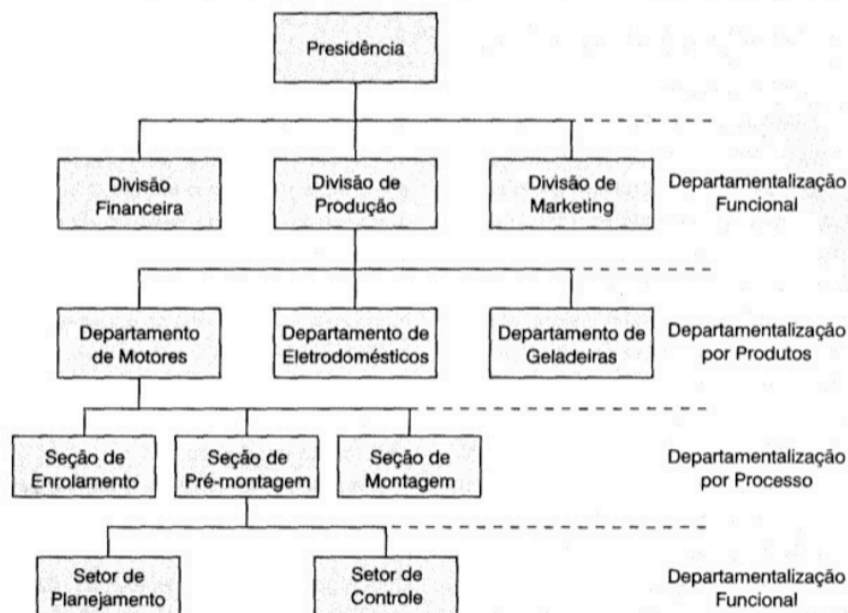 Presidência
Divisão
Financeira
Divisão de
Produção
Divisão de
Marketing
Departamentalização
Funcional
Departamento
de Motores
Departamento de
Eletrodomésticos
Departamento de
Geladeiras
Departamentalização
por Produtos
Seção de
Enrolamento
Seção de
Pré-montagem
Seção de
Montagem
Departamentalização
por Processo
Setor de
Planejamento
Setor de
Controle
Departamentalização
Funcional